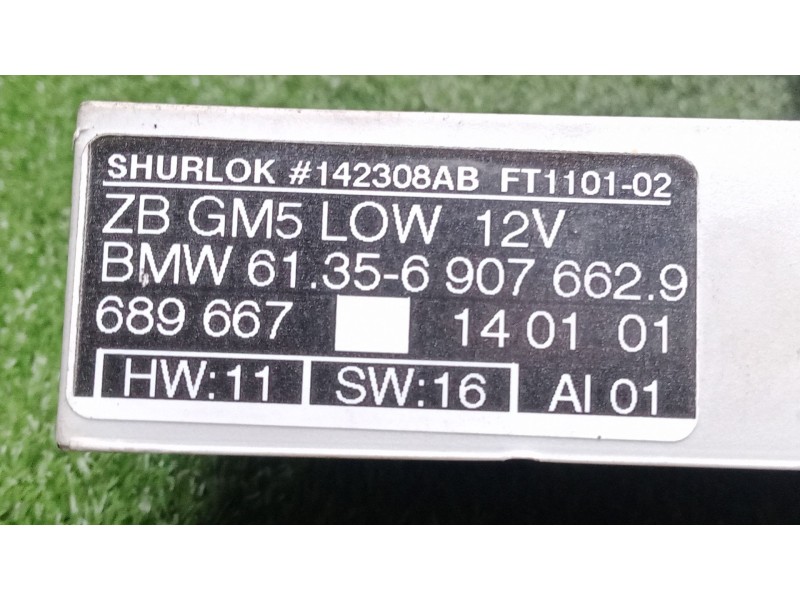 SHURLOK #142308AB FT1101-02
ZB GM5 LOW 12V
BMW 61.35-6 907 662.9
689 667 14 01 01
HW:11 SW:16 AI 01